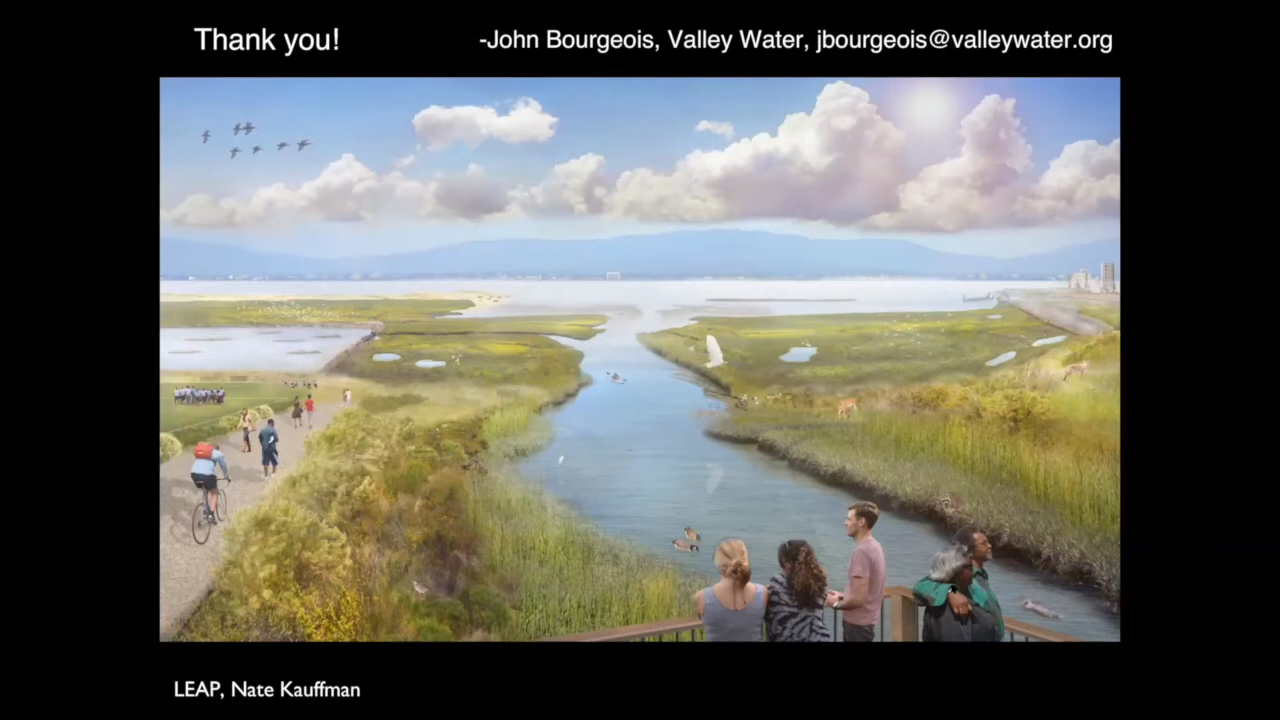 Thank you!
-John Bourgeois, Valley Water, jbourgeois@valleywater.org
LEAP, Nate Kauffman